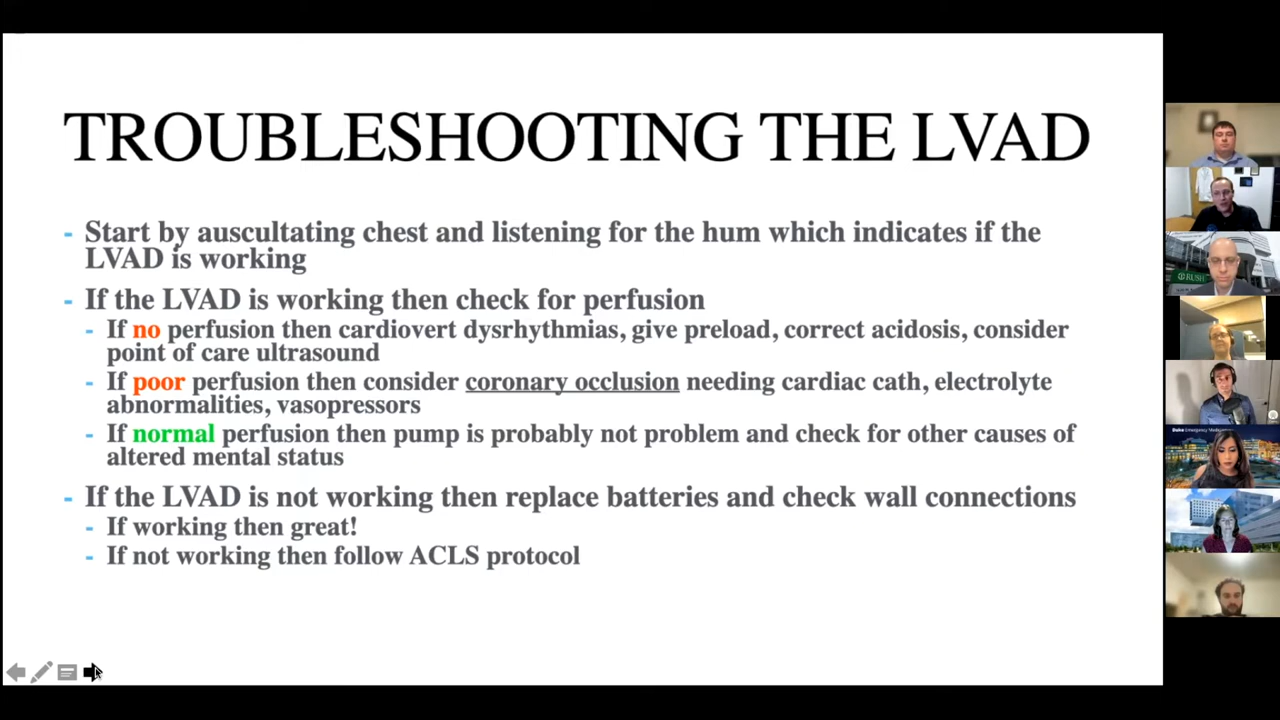 TROUBLESHOOTING THE LVAD
- Start by auscultating chest and listening for the hum which indicates if the
LVAD is working
- If the LVAD is working then check for perfusion
- If no perfusion then cardiovert dysrhythmias, give preload, correct acidosis, consider
point of care ultrasound
- If poor perfusion then consider coronary occlusion needing cardiac cath, electrolyte
abnormalities, vasopressors
- If normal perfusion then pump is probably not problem and check for other causes of
altered mental status
- If the LVAD is not working then replace batteries and check wall connections
- If working then great!
- If not working then follow ACLS protocol
RUSH
Duke Emergency Medicine